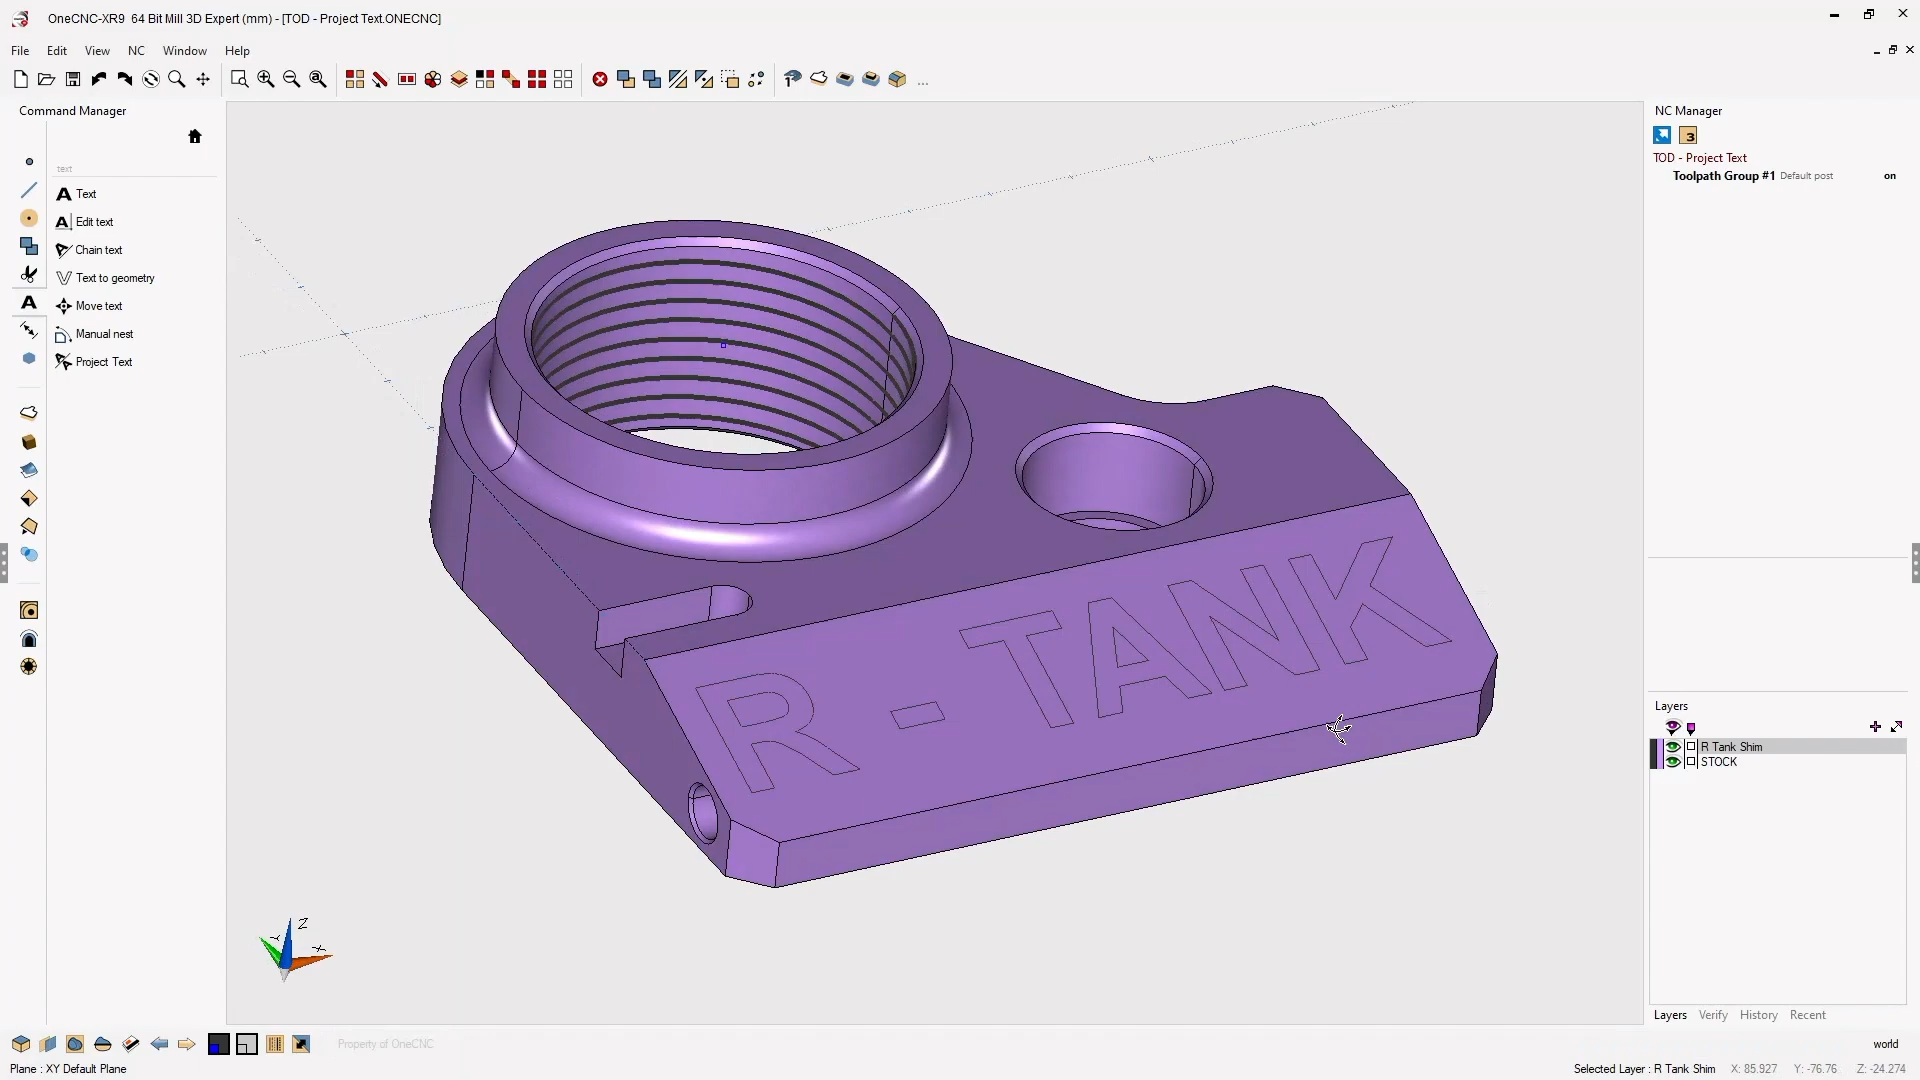 OneCNC-XR9 64 Bit Mill 3D Expert (mm) - [TOD - Project Text.ONECNC]
File Edit View NC Window Help
Command Manager
text
Text
Edit text
Chain text
Text to geometry
Move text
Manual nest
Project Text
R - TANK
Z
Y X
NC Manager
3
TOD - Project Text
Toolpath Group #1 Default post on
Layers
R Tank Shim
STOCK
Layers Verify History Recent
Property of OneCNC
world
Plane : XY Default Plane
Selected Layer : R Tank Shim X: 85.927 Y: -76.76 Z: -24.274